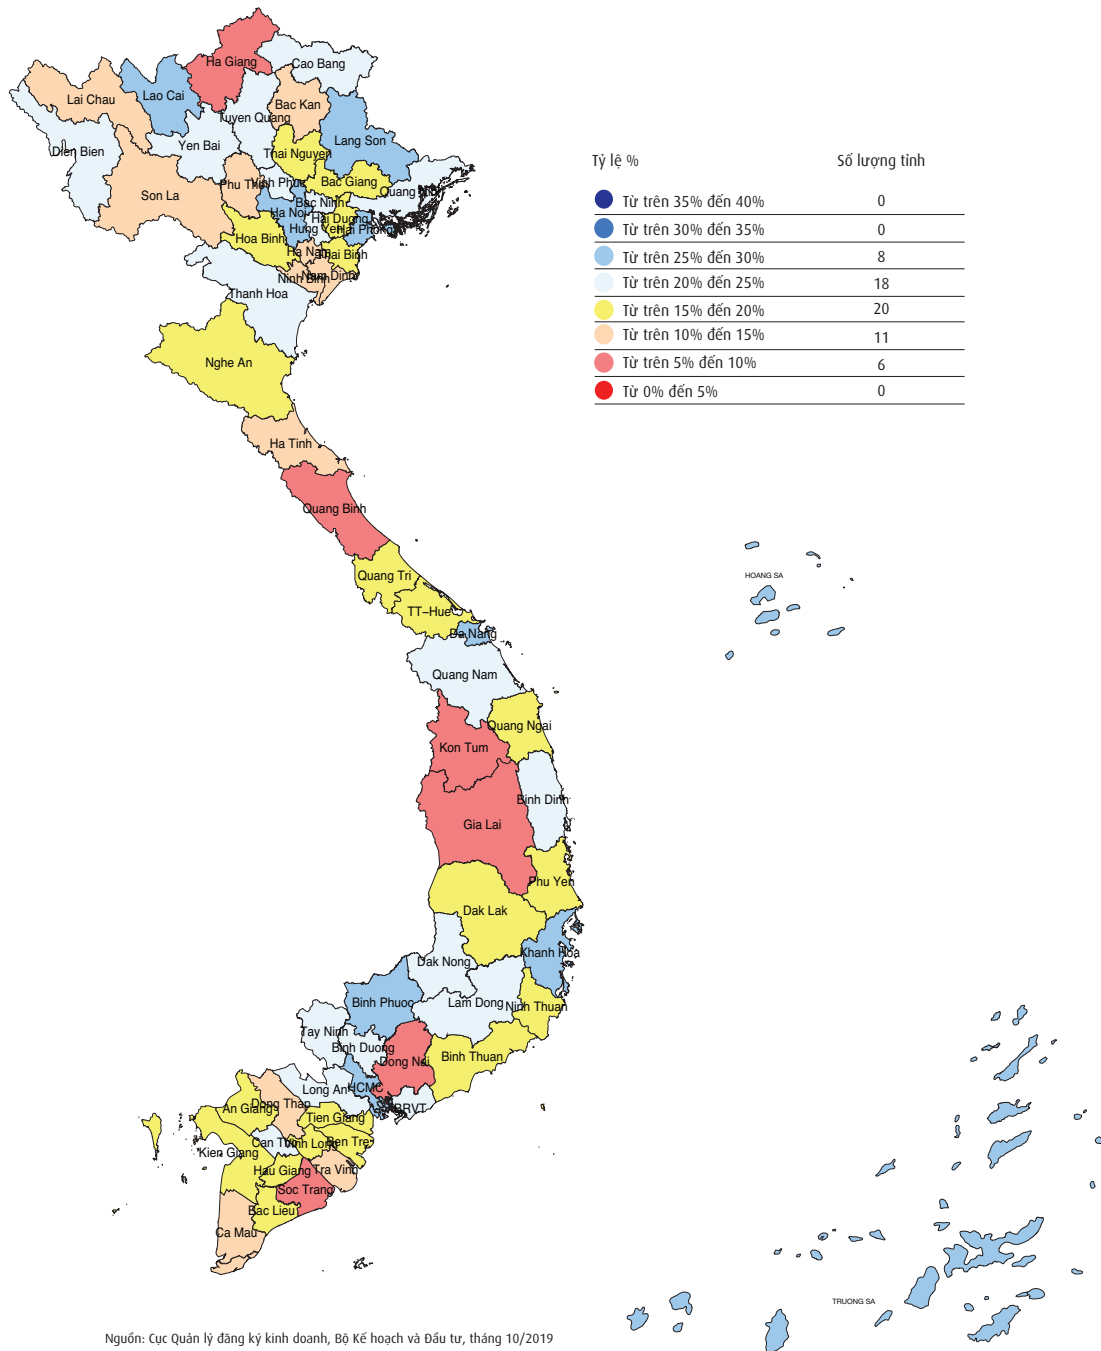 Ha Giang
Cao Bang
Lai Chau
Lao Cai
Bac Kan
Tuyen Quang
Lang Son
Dien Bien
Yen Bai
Thai Nguyen
Phu Tho
Vinh Phuc
Bac Giang
Quang Ninh
Son La
Bac Ninh
Ha Noi
Hai Duong
Hung Yen
Hai Phong
Hoa Binh
Ha Nam
Thai Binh
Ninh Binh
Nam Dinh
Thanh Hoa
Nghe An
Ha Tinh
Quang Binh
Quang Tri
TT-Hue
Da Nang
Quang Nam
Quang Ngai
Kon Tum
Binh Dinh
Gia Lai
Phu Yen
Dak Lak
Khanh Hoa
Dak Nong
Binh Phuoc
Lam Dong
Ninh Thuan
Tay Ninh
Binh Duong
Dong Nai
Binh Thuan
Long An
HCMC
BRVT
Dong Thap
An Giang
Tien Giang
Can Tho
Vinh Long
Ben Tre
Kien Giang
Hau Giang
Tra Vinh
Soc Trang
Bac Lieu
Ca Mau
Tỷ lệ % Số lượng tỉnh
Từ trên 35% đến 40% 0
Từ trên 30% đến 35% 0
Từ trên 25% đến 30% 8
Từ trên 20% đến 25% 18
Từ trên 15% đến 20% 20
Từ trên 10% đến 15% 11
Từ trên 5% đến 10% 6
Từ 0% đến 5% 0
HOANG SA
TRUONG SA
Nguồn: Cục Quản lý đăng ký kinh doanh, Bộ Kế hoạch và Đầu tư, tháng 10/2019